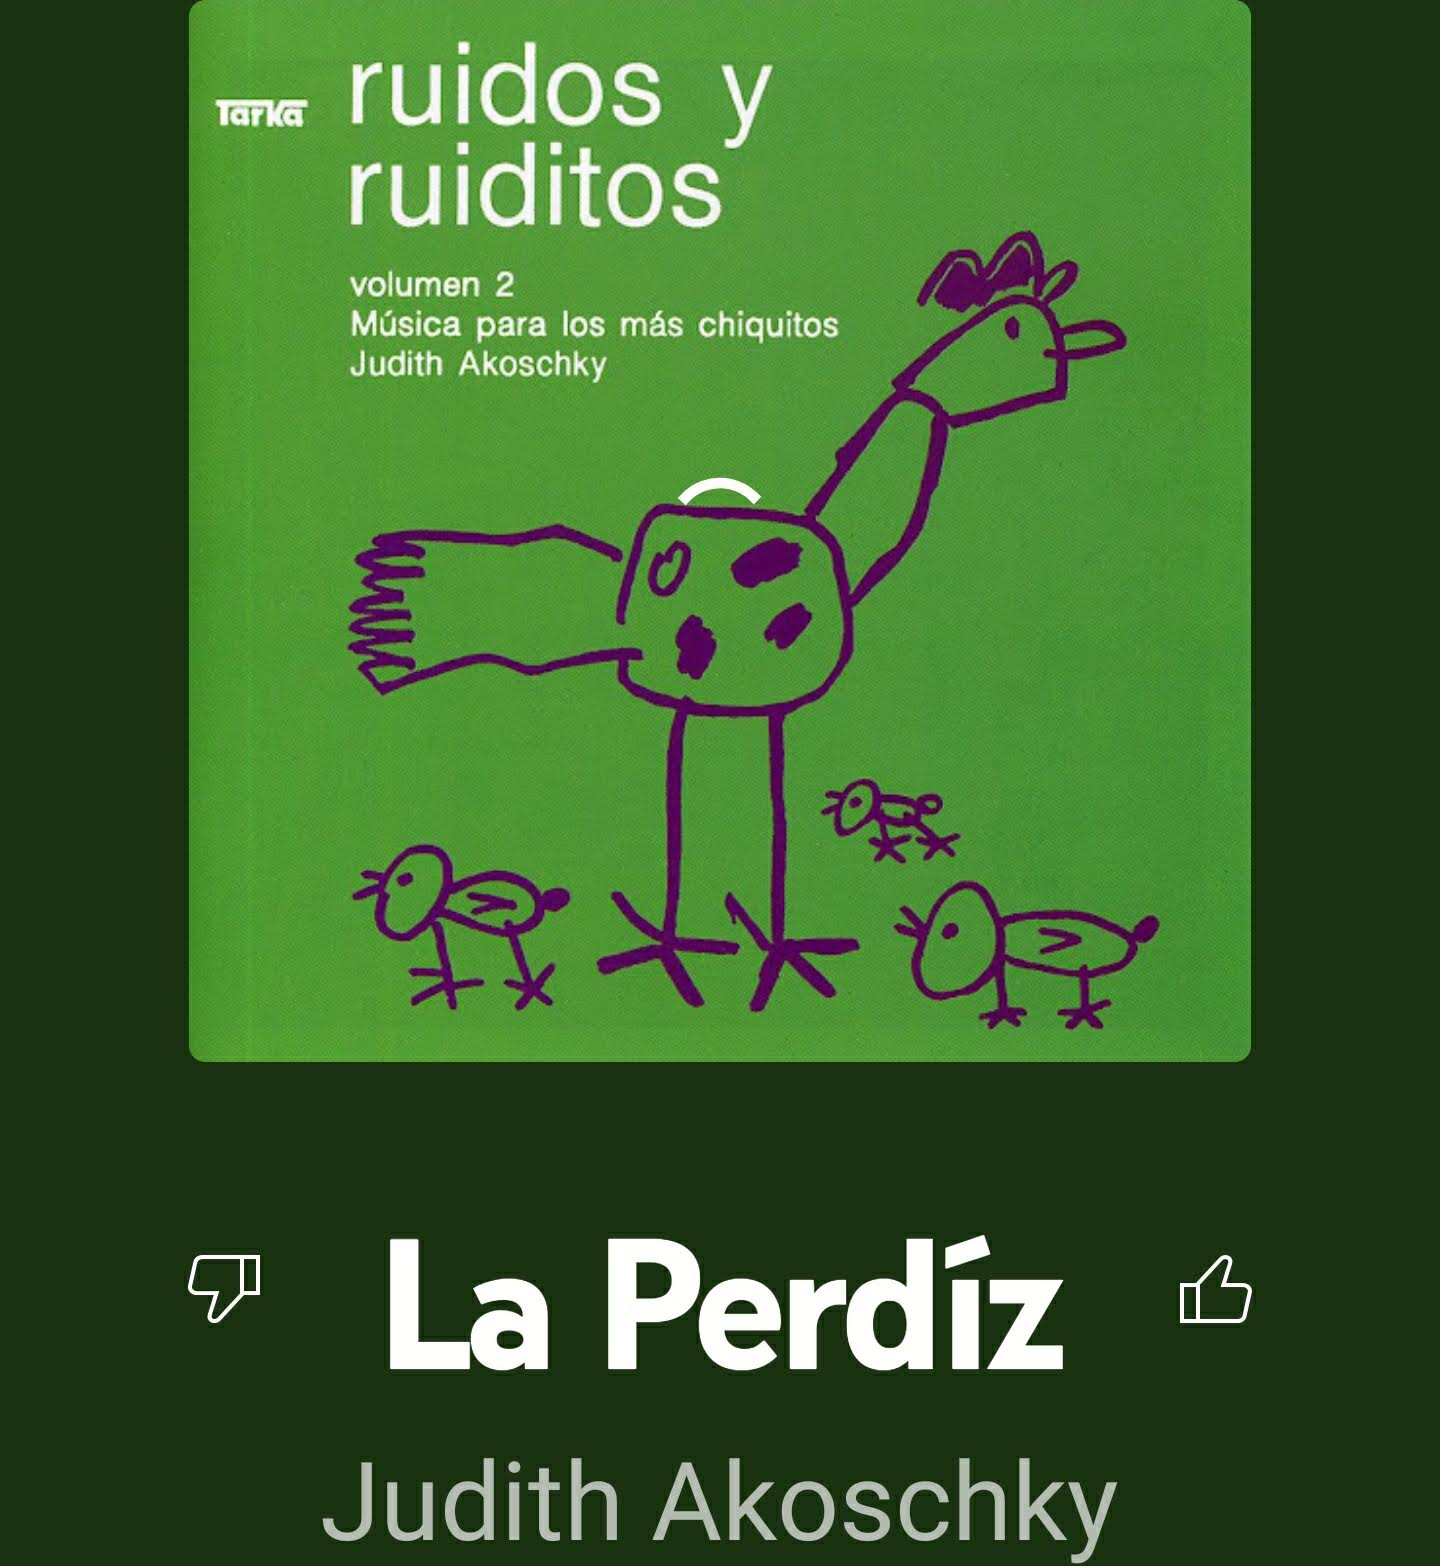 Tarka
ruidos y
ruiditos
volumen 2
Música para los más chiquitos
Judith Akoschky
La Perdíz
Judith Akoschky